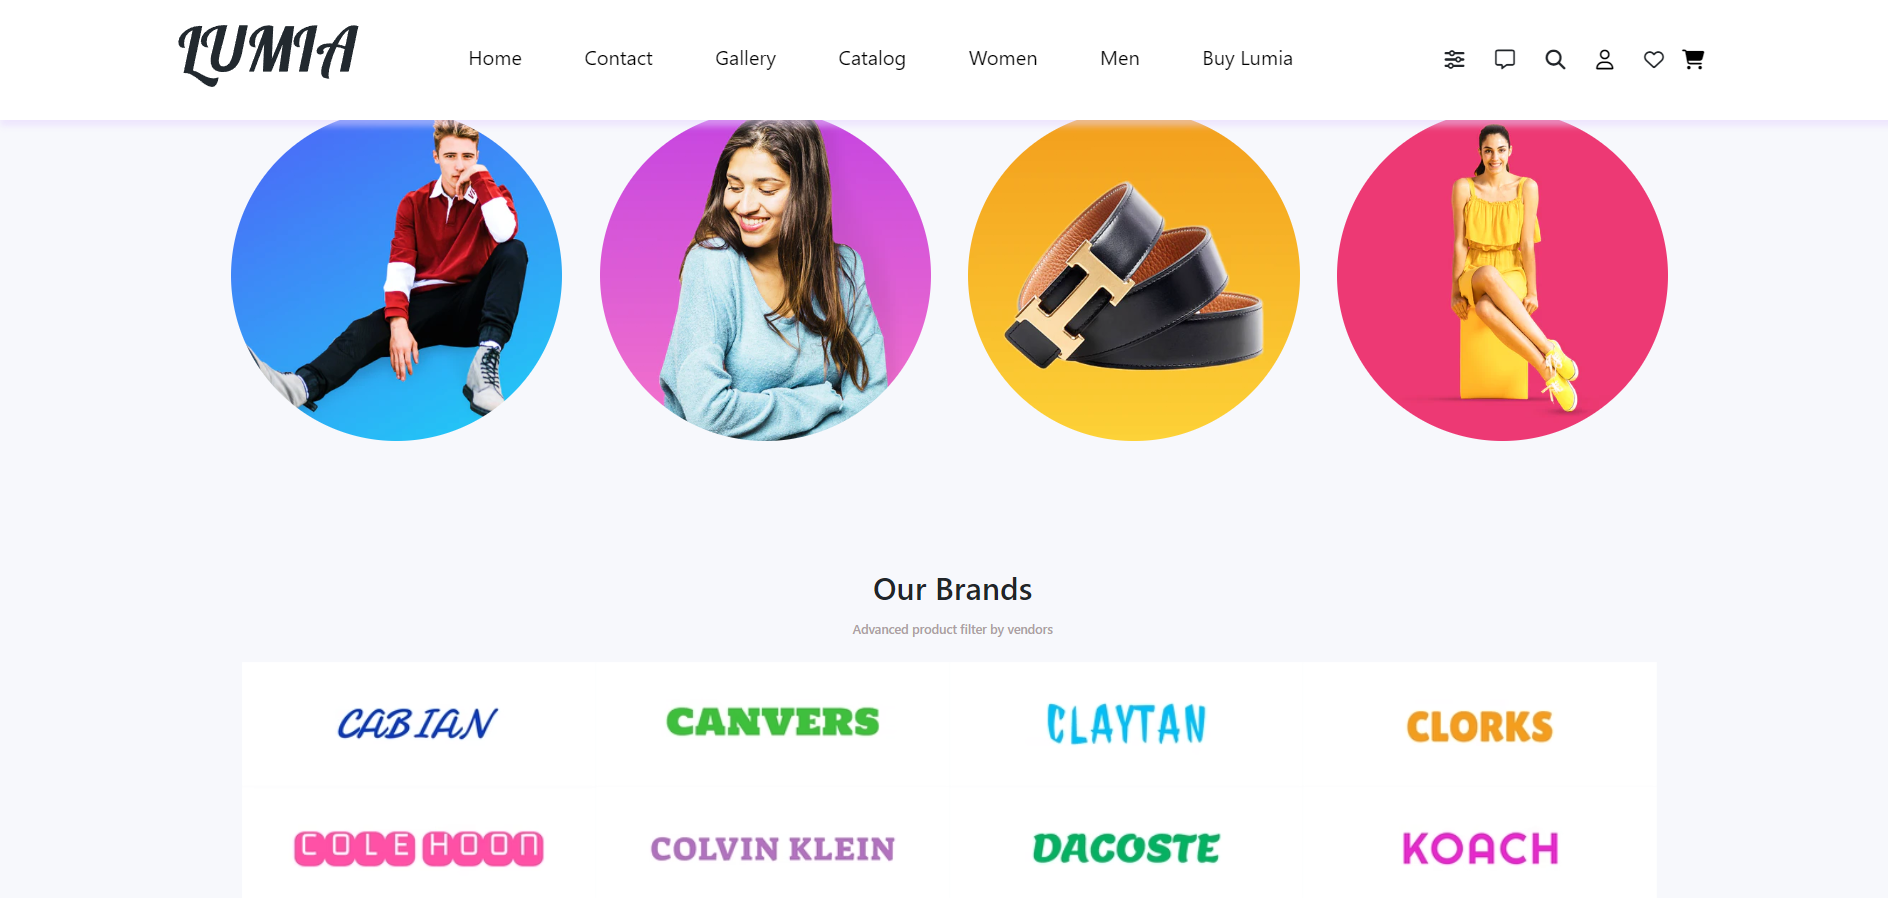 LUMIA
Home Contact Gallery Catalog Women Men Buy Lumia
Our Brands
Advanced product filter by vendors
CABIAN CANVERS CLAYTAN CLORKS
COLE HOON COLVIN KLEIN DACOSTE KOACH